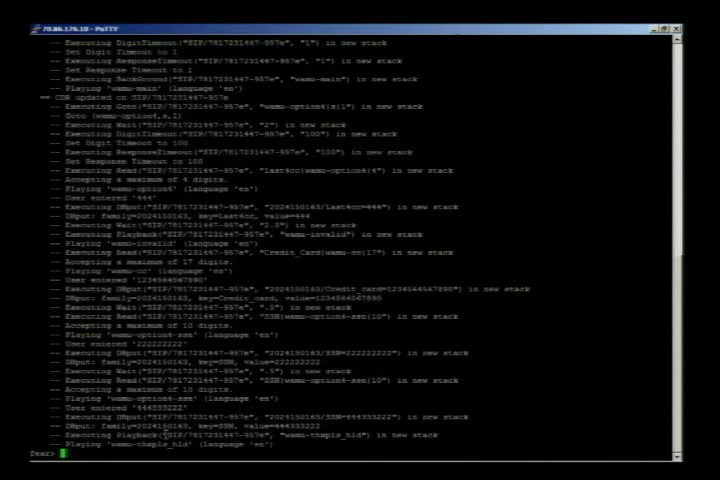 70.86.176.10 - PuTTY
-- Executing DigitTimeout("SIP/7817231447-957e", "1") in new stack
-- Set Digit Timeout to 1
-- Executing ResponseTimeout("SIP/7817231447-957e", "1") in new stack
-- Set Response Timeout to 1
-- Executing BackGround("SIP/7817231447-957e", "wamu-main") in new stack
-- Playing 'wamu-main' (language 'en')
== CDR updated on SIP/7817231447-957e
-- Executing Goto("SIP/7817231447-957e", "wamu-option4|s|1") in new stack
-- Goto (wamu-option4,s,1)
-- Executing Wait("SIP/7817231447-957e", "2") in new stack
-- Executing DigitTimeout("SIP/7817231447-957e", "100") in new stack
-- Set Digit Timeout to 100
-- Executing ResponseTimeout("SIP/7817231447-957e", "100") in new stack
-- Set Response Timeout to 100
-- Executing Read("SIP/7817231447-957e", "last4cc|wamu-option4|4") in new stack
-- Accepting a maximum of 4 digits.
-- Playing 'wamu-option4' (language 'en')
-- User entered '444'
-- Executing DBput("SIP/7817231447-957e", "2024150163/Last4cc=444") in new stack
-- DBput: family=2024150163, key=Last4cc, value=444
-- Executing Wait("SIP/7817231447-957e", "2.5") in new stack
-- Executing Playback("SIP/7817231447-957e", "wamu-invalid") in new stack
-- Playing 'wamu-invalid' (language 'en')
-- Executing Read("SIP/7817231447-957e", "Credit_Card|wamu-cc|17") in new stack
-- Accepting a maximum of 17 digits.
-- Playing 'wamu-cc' (language 'en')
-- User entered '1234564567890'
-- Executing DBput("SIP/7817231447-957e", "2024150163/Credit_card=1234564567890") in new stack
-- DBput: family=2024150163, key=Credit_card, value=1234564567890
-- Executing Wait("SIP/7817231447-957e", ".5") in new stack
-- Executing Read("SIP/7817231447-957e", "SSN|wamu-option4-ssn|10") in new stack
-- Accepting a maximum of 10 digits.
-- Playing 'wamu-option4-ssn' (language 'en')
-- User entered '222222222'
-- Executing DBput("SIP/7817231447-957e", "2024150163/SSN=222222222") in new stack
-- DBput: family=2024150163, key=SSN, value=222222222
-- Executing Wait("SIP/7817231447-957e", ".5") in new stack
-- Executing Read("SIP/7817231447-957e", "SSN|wamu-option4-ssn|10") in new stack
-- Accepting a maximum of 10 digits.
-- Playing 'wamu-option4-ssn' (language 'en')
-- User entered '444333222'
-- Executing DBput("SIP/7817231447-957e", "2024150163/SSN=444333222") in new stack
-- DBput: family=2024150163, key=SSN, value=444333222
-- Executing Playback("SIP/7817231447-957e", "wamu-thxpls_hld") in new stack
-- Playing 'wamu-thxpls_hld' (language 'en')
fear>